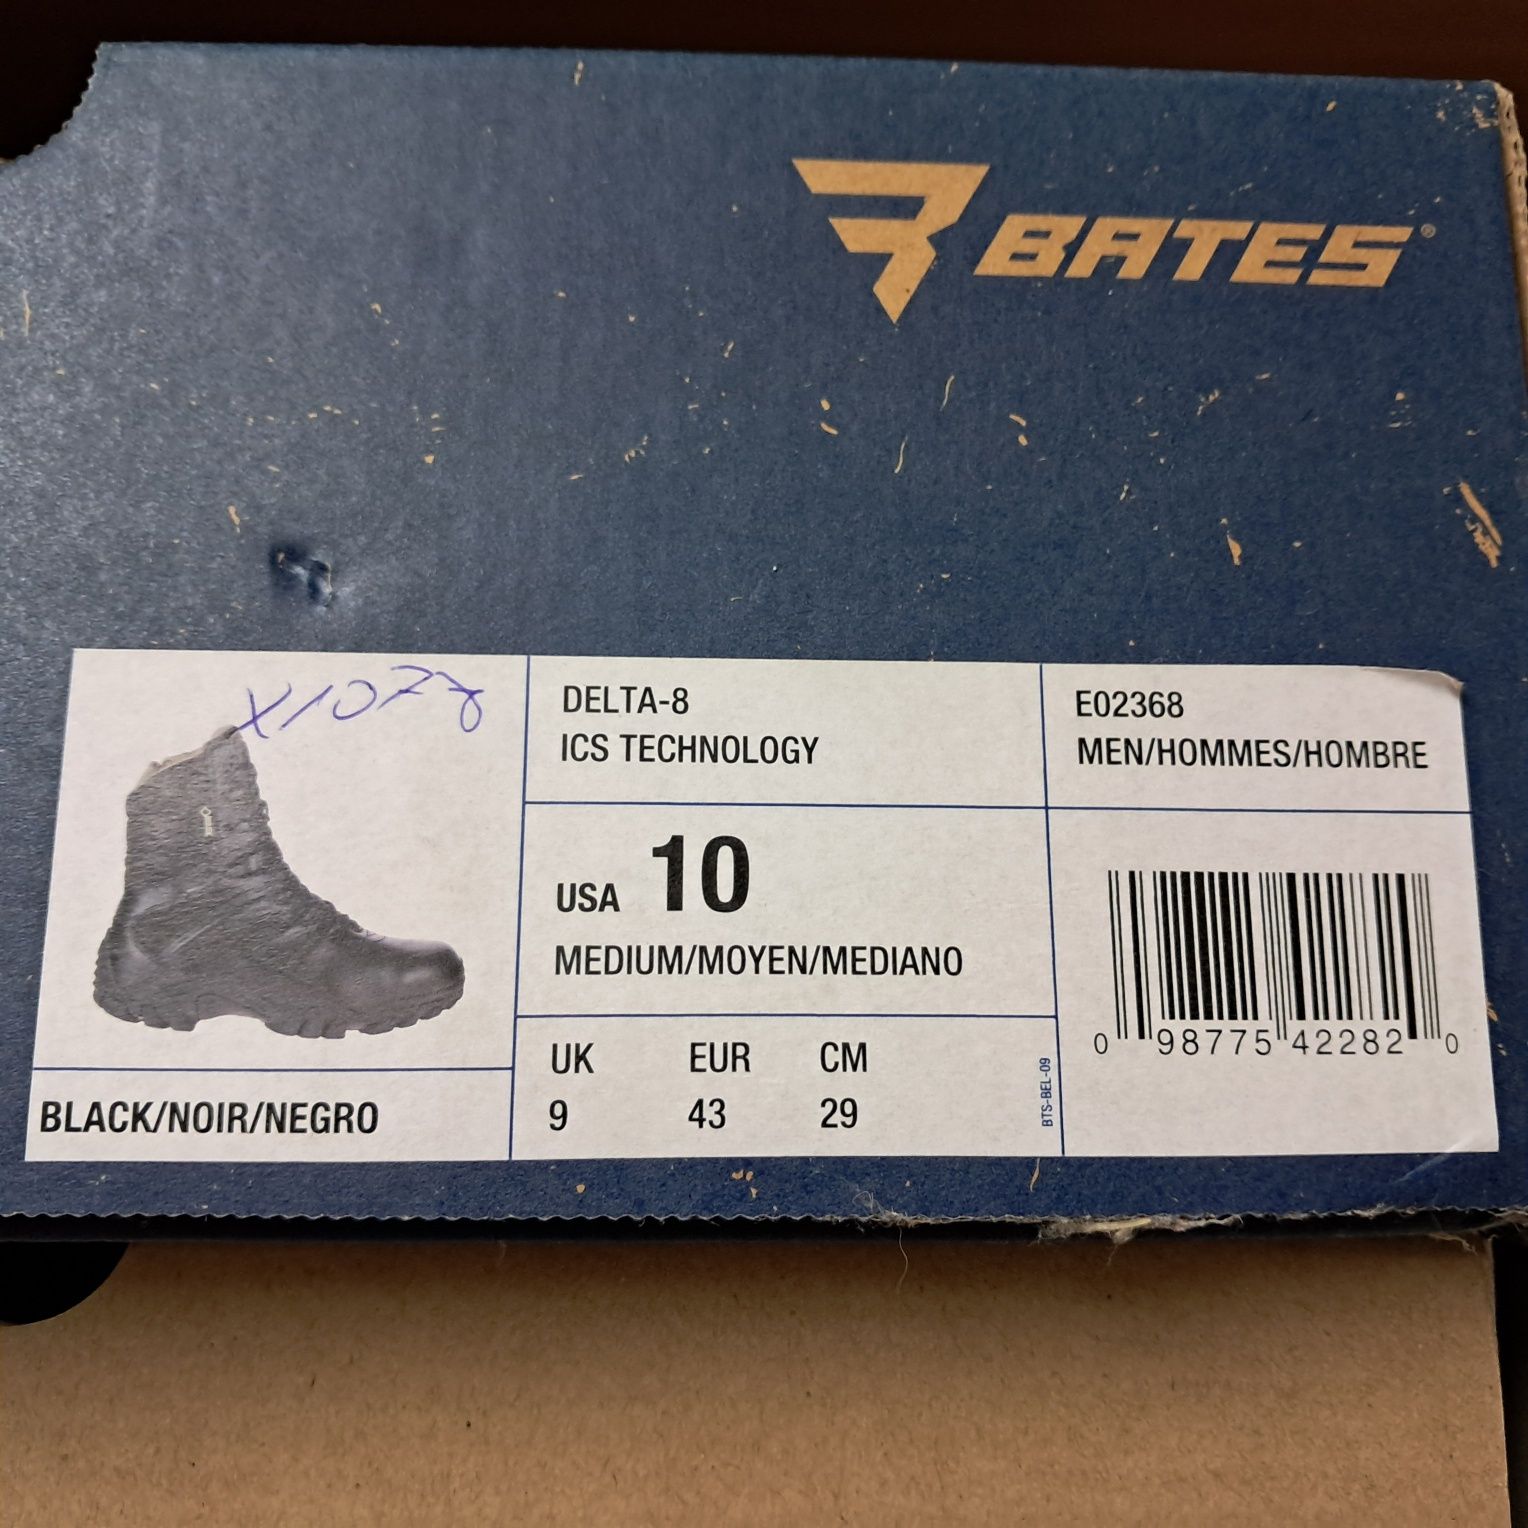 BATES®
X1078
DELTA-8
ICS TECHNOLOGY
E02368
MEN/HOMMES/HOMBRE
USA 10
MEDIUM/MOYEN/MEDIANO
UK EUR CM
9 43 29
BTS-BEL-09
0 98775 42282 0
BLACK/NOIR/NEGRO